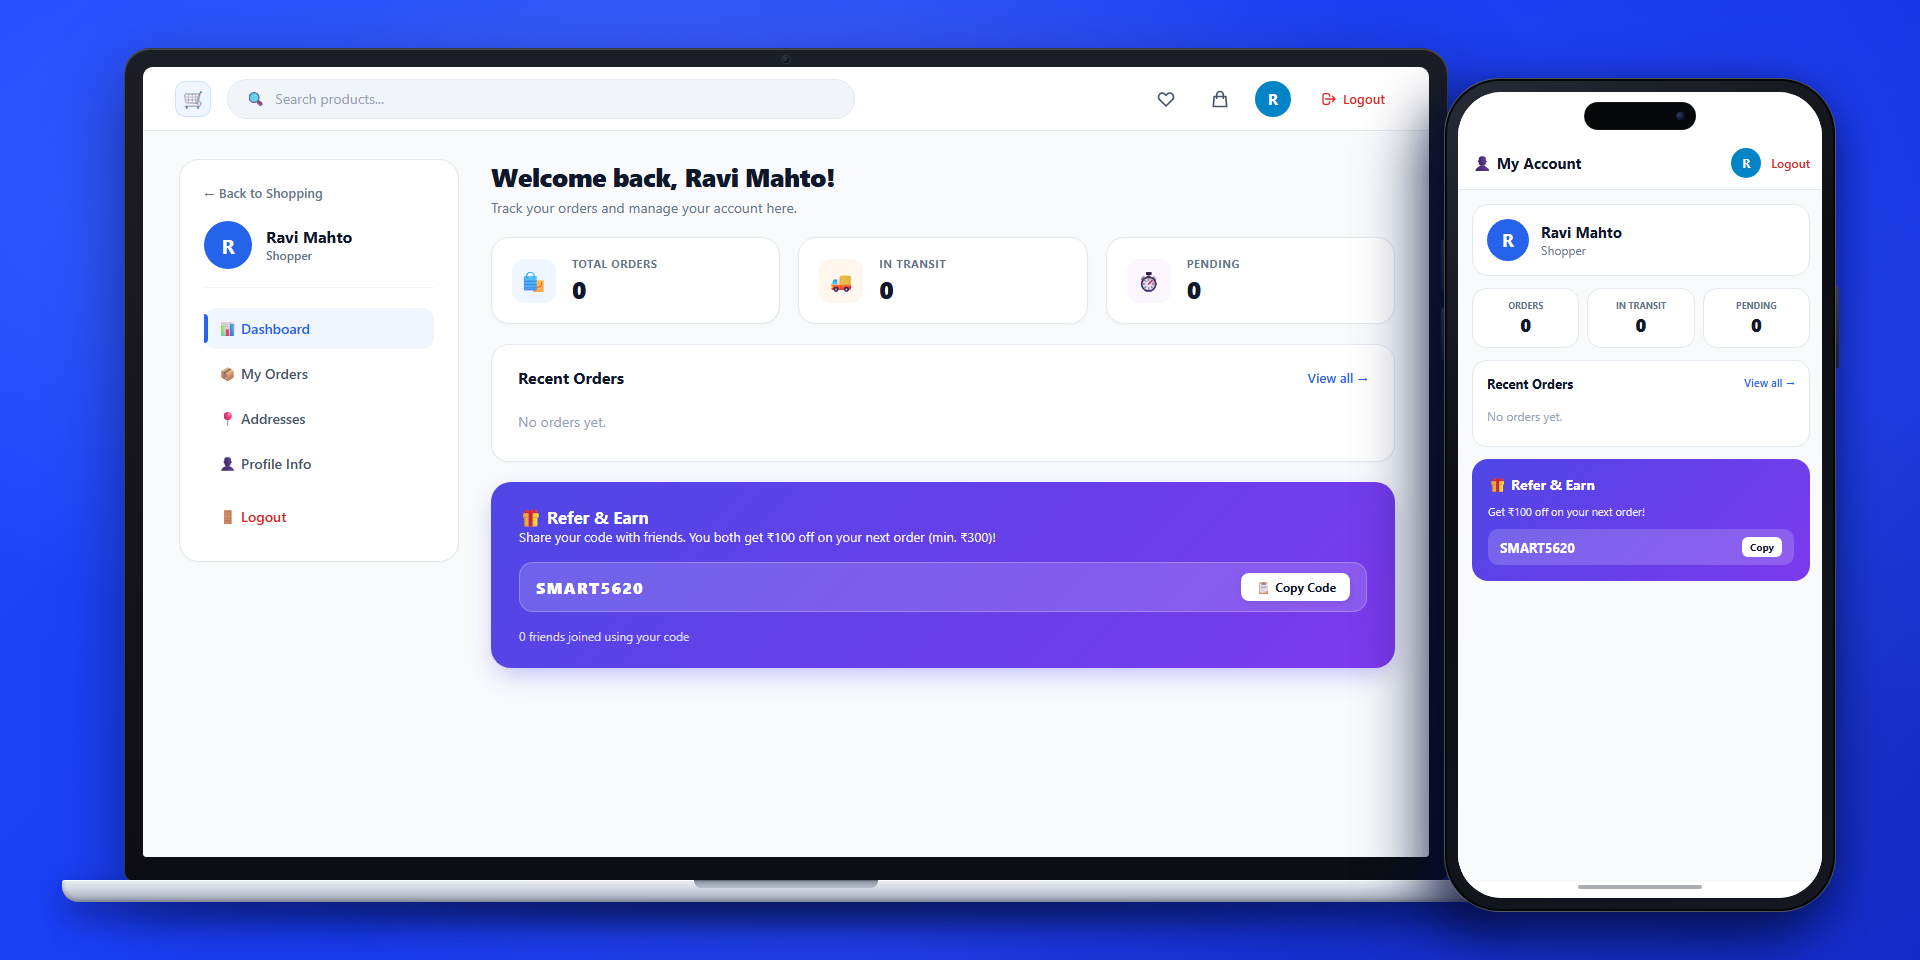 Search products...
R
Logout
← Back to Shopping
R
Ravi Mahto
Shopper
Dashboard
My Orders
Addresses
Profile Info
Logout
Welcome back, Ravi Mahto!
Track your orders and manage your account here.
TOTAL ORDERS
0
IN TRANSIT
0
PENDING
0
Recent Orders
View all →
No orders yet.
Refer & Earn
Share your code with friends. You both get ₹100 off on your next order (min. ₹300)!
SMART5620
Copy Code
0 friends joined using your code
My Account
R
Logout
R
Ravi Mahto
Shopper
ORDERS
0
IN TRANSIT
0
PENDING
0
Recent Orders
View all →
No orders yet.
Refer & Earn
Get ₹100 off on your next order!
SMART5620
Copy